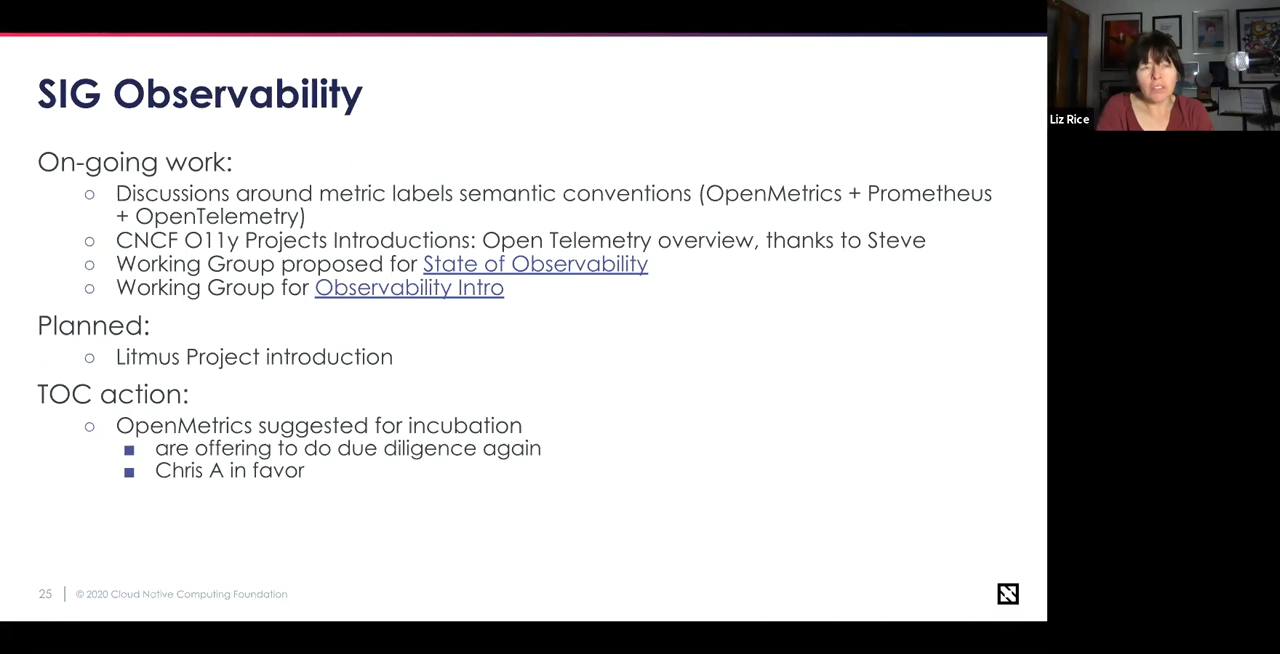 SIG Observability
Liz Rice
On-going work:
○ Discussions around metric labels semantic conventions (OpenMetrics + Prometheus
+ OpenTelemetry)
○ CNCF O11y Projects Introductions: Open Telemetry overview, thanks to Steve
○ Working Group proposed for State of Observability
○ Working Group for Observability Intro
Planned:
○ Litmus Project introduction
TOC action:
○ OpenMetrics suggested for incubation
■ are offering to do due diligence again
■ Chris A in favor
25 | © 2020 Cloud Native Computing Foundation